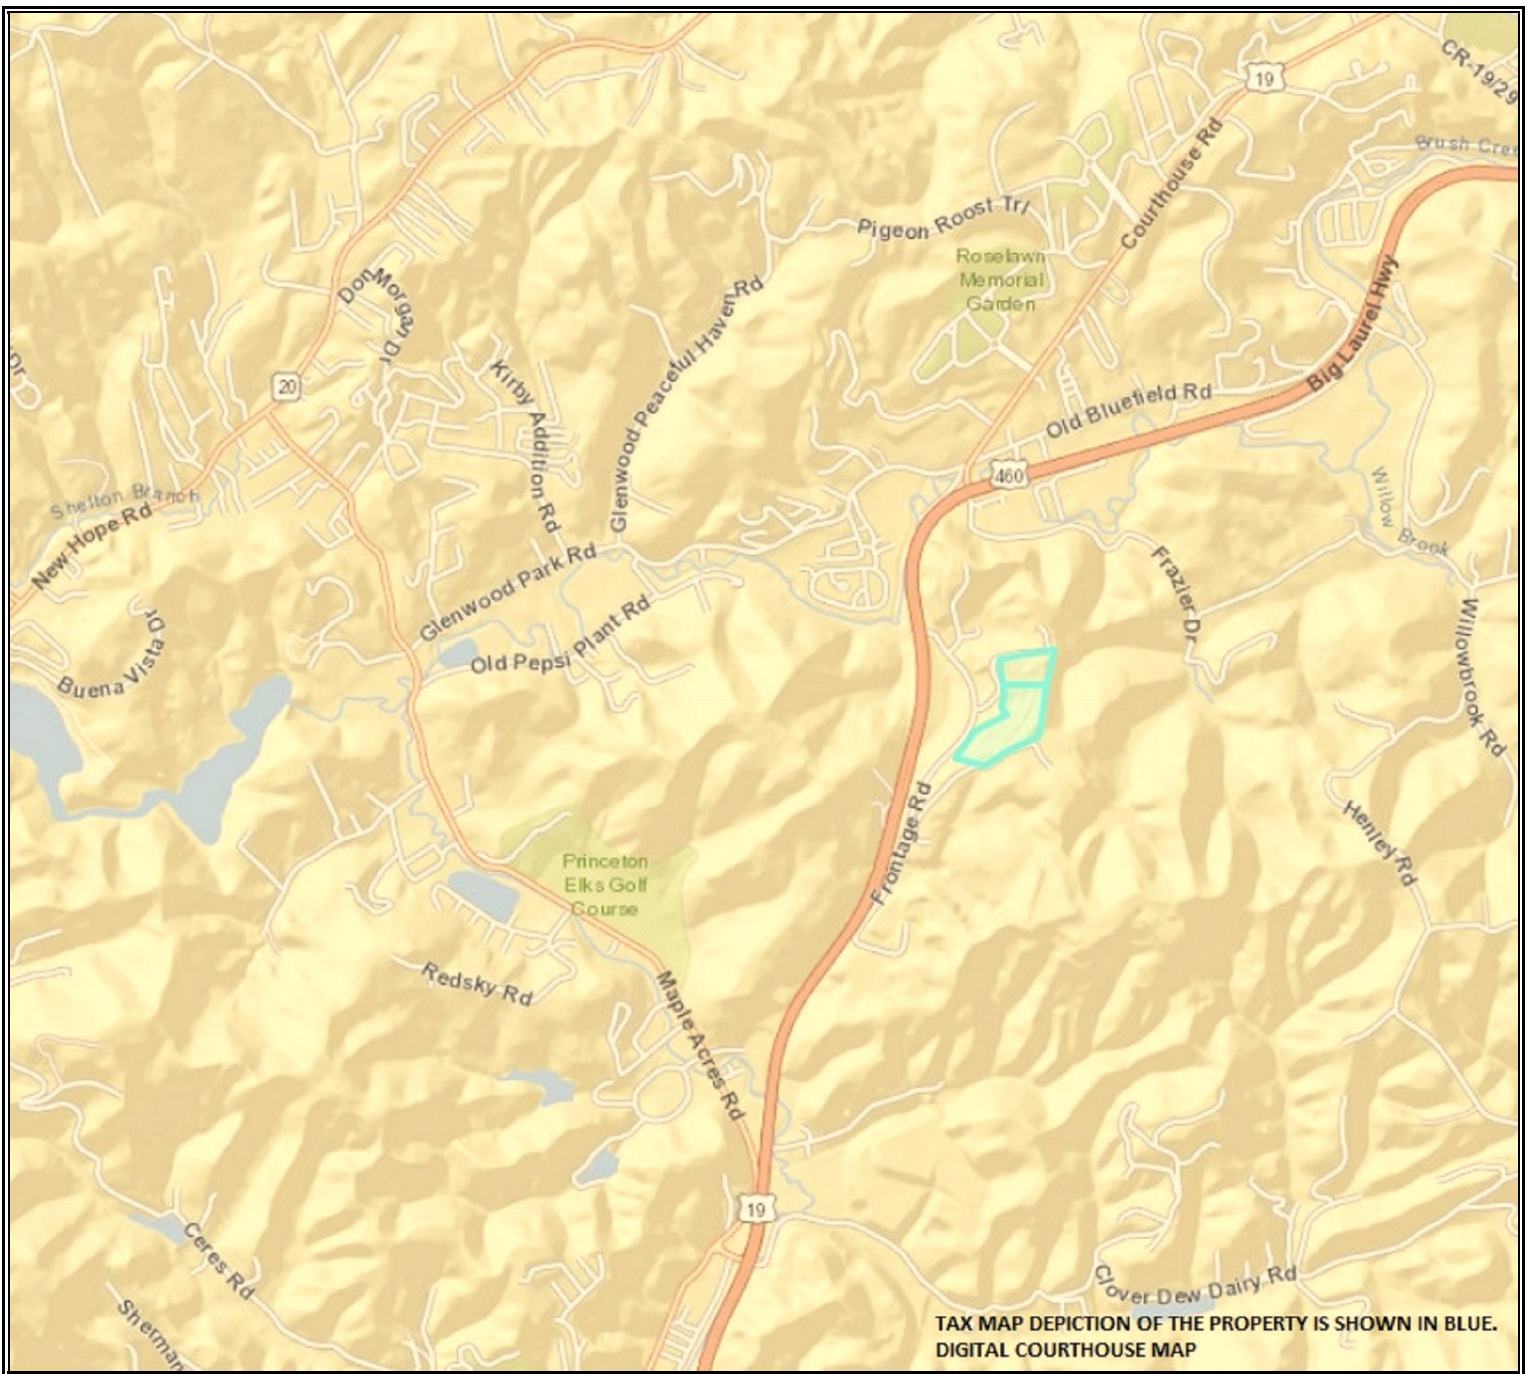 CR-19/29
19
Brush Cre
Courthouse Rd
Pigeon Roost Trl
Roselawn
Memorial
Garden
Don
Morgan Dr
Glenwood Peaceful Haven Rd
Big Laurel Hwy
Dr
20
Kirby Addition Rd
Old Bluefield Rd
460
Shelton Branch
New Hope Rd
Willow Brook
Glenwood Park Rd
Frazier Dr
Old Pepsi Plant Rd
Buena Vista Dr
Willowbrook Rd
Frontage Rd
Henley Rd
Princeton
Elks Golf
Course
Redsky Rd
Maple Acres Rd
19
Ceres Rd
Clover Dew Dairy Rd
Sherman
TAX MAP DEPICTION OF THE PROPERTY IS SHOWN IN BLUE.
DIGITAL COURTHOUSE MAP